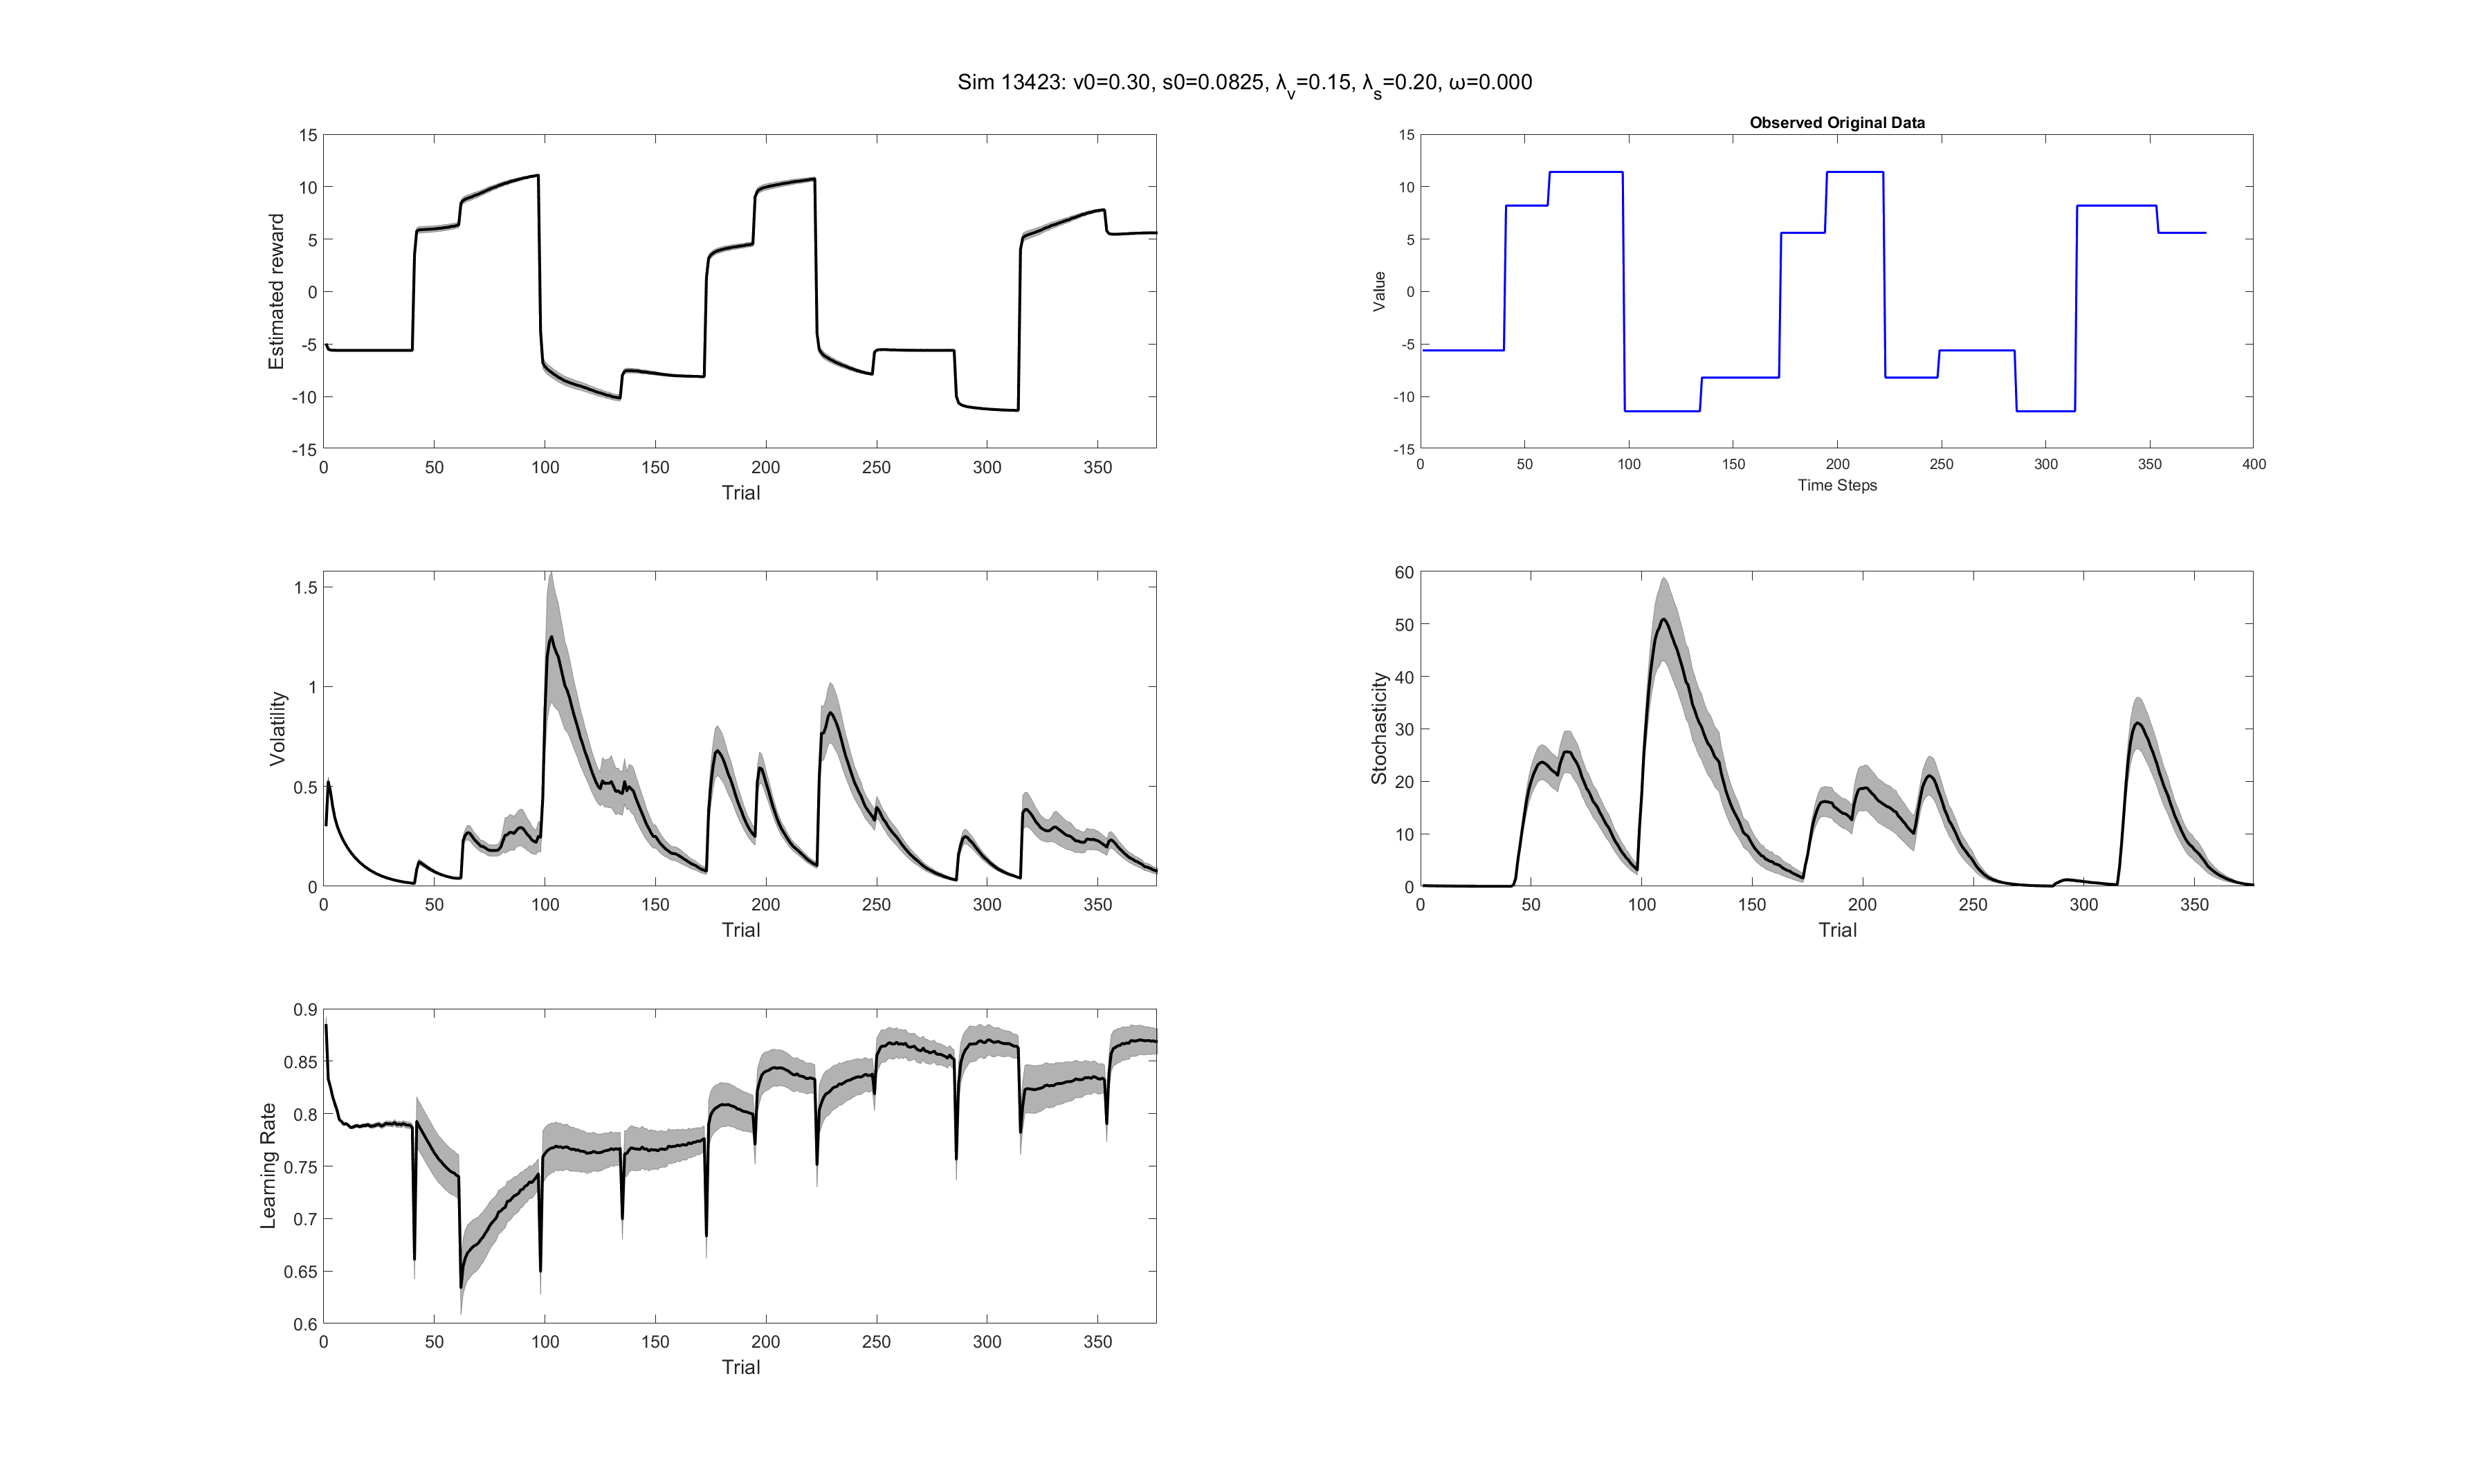 Sim 13423: v0=0.30, s0=0.0825, λ_v=0.15, λ_s=0.20, ω=0.000
15
10
5
0
-5
-10
-15
Estimated reward
0 50 100 150 200 250 300 350
Trial
Observed Original Data
15
10
5
0
-5
-10
-15
Value
0 50 100 150 200 250 300 350 400
Time Steps
1.5
1
0.5
0
Volatility
0 50 100 150 200 250 300 350
Trial
60
50
40
30
20
10
0
Stochasticity
0 50 100 150 200 250 300 350
Trial
0.9
0.85
0.8
0.75
0.7
0.65
0.6
Learning Rate
0 50 100 150 200 250 300 350
Trial